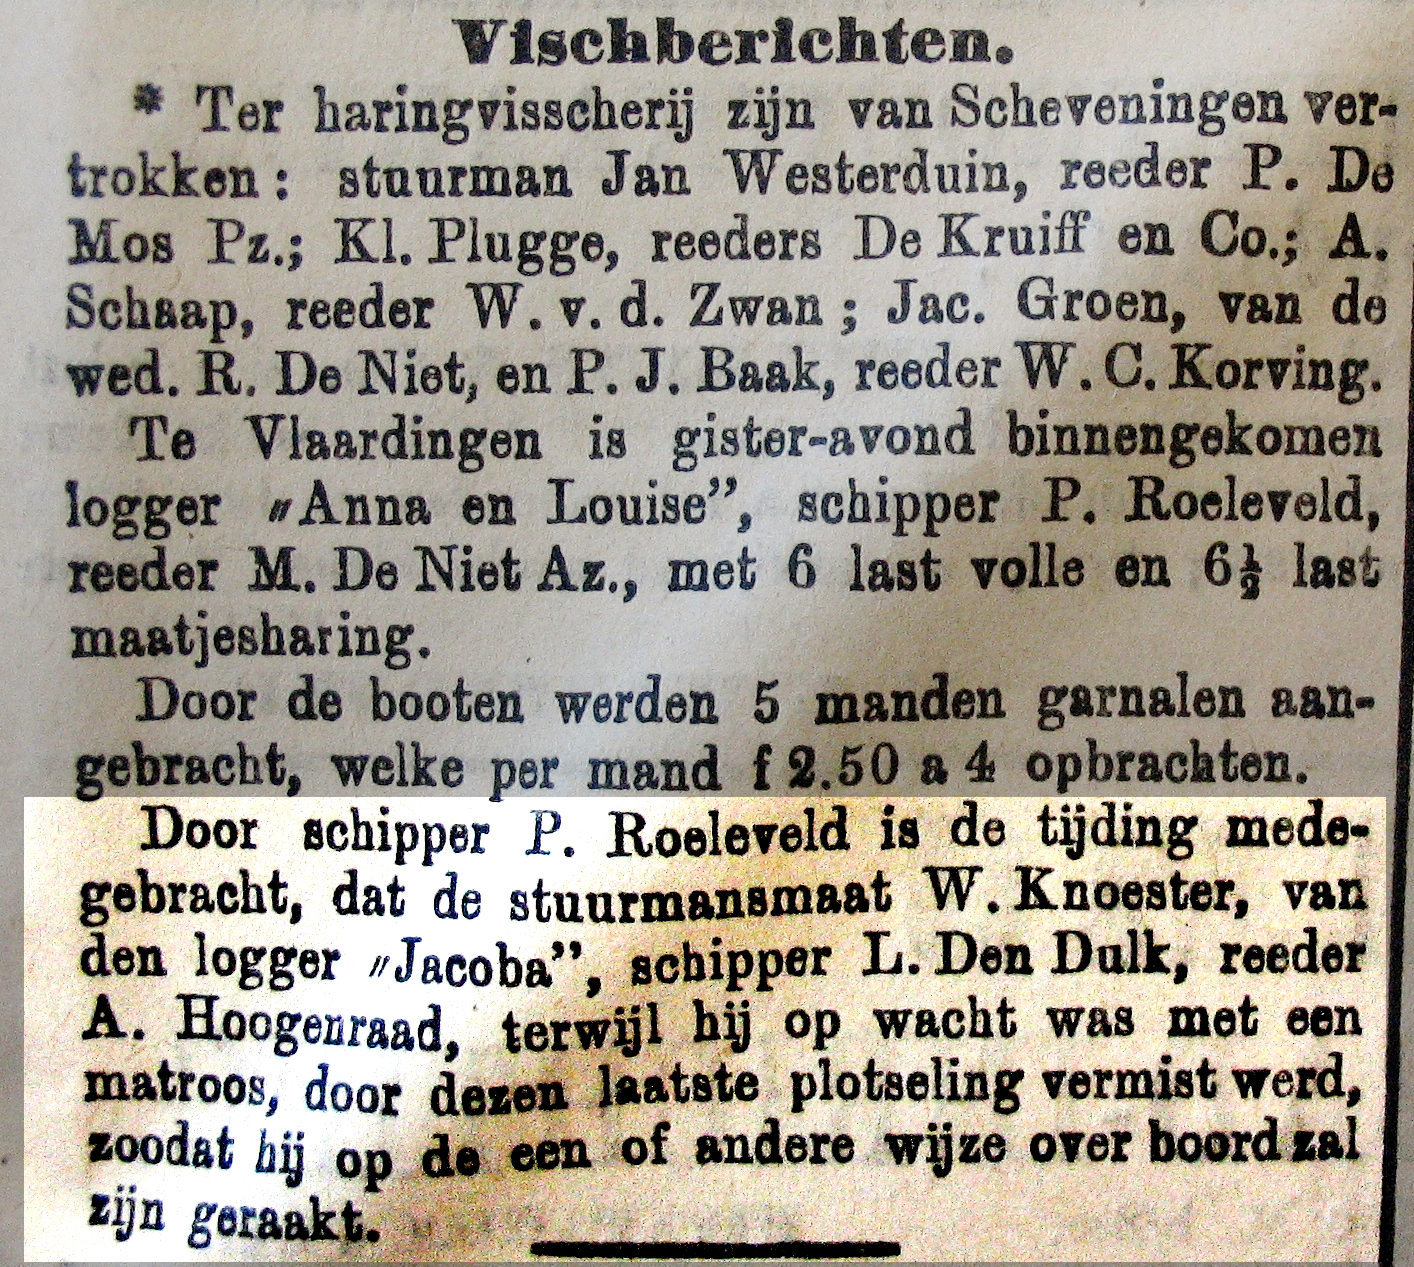 Vischberichten.
* Ter haringvisscherij zijn van Scheveningen ver-
trokken: stuurman Jan Westerduin, reeder P. De
Mos Pz.; Kl. Plugge, reeders De Kruiff en Co.; A.
Schaap, reeder W. v. d. Zwan; Jac. Groen, van de
wed. R. De Niet, en P. J. Baak, reeder W. C. Korving.
Te Vlaardingen is gister-avond binnengekomen
logger „Anna en Louise”, schipper P. Roeleveld,
reeder M. De Niet Az., met 6 last volle en 6½ last
maatjesharing.
Door de booten werden 5 manden garnalen aan-
gebracht, welke per mand f 2.50 a 4 opbrachten.
Door schipper P. Roeleveld is de tijding mede-
gebracht, dat de stuurmansmaat W. Knoester, van
den logger „Jacoba”, schipper L. Den Dulk, reeder
A. Hoogenraad, terwijl hij op wacht was met een
matroos, door dezen laatste plotseling vermist werd,
zoodat hij op de een of andere wijze over boord zal
zijn geraakt.